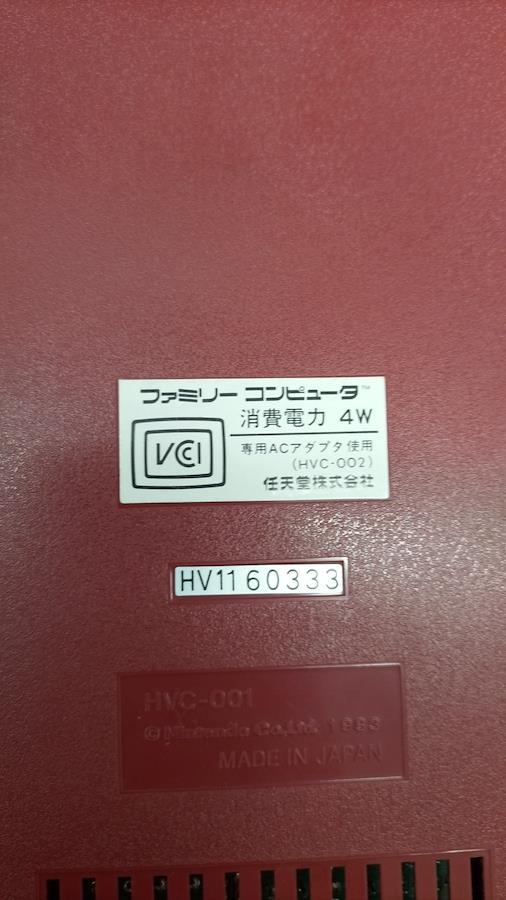 ファミリー コンピュータ™
VCCI
消費電力 4W
専用ACアダプタ使用
(HVC-002)
任天堂株式会社
HV11 60333
HVC-001
© Nintendo Co., Ltd. 1983
MADE IN JAPAN